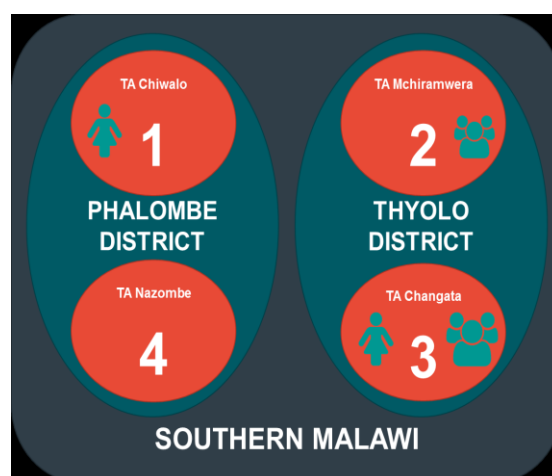 TA Chiwalo
1
PHALOMBE
DISTRICT
TA Nazombe
4
TA Mchiramwera
2
THYOLO
DISTRICT
TA Changata
3
SOUTHERN MALAWI